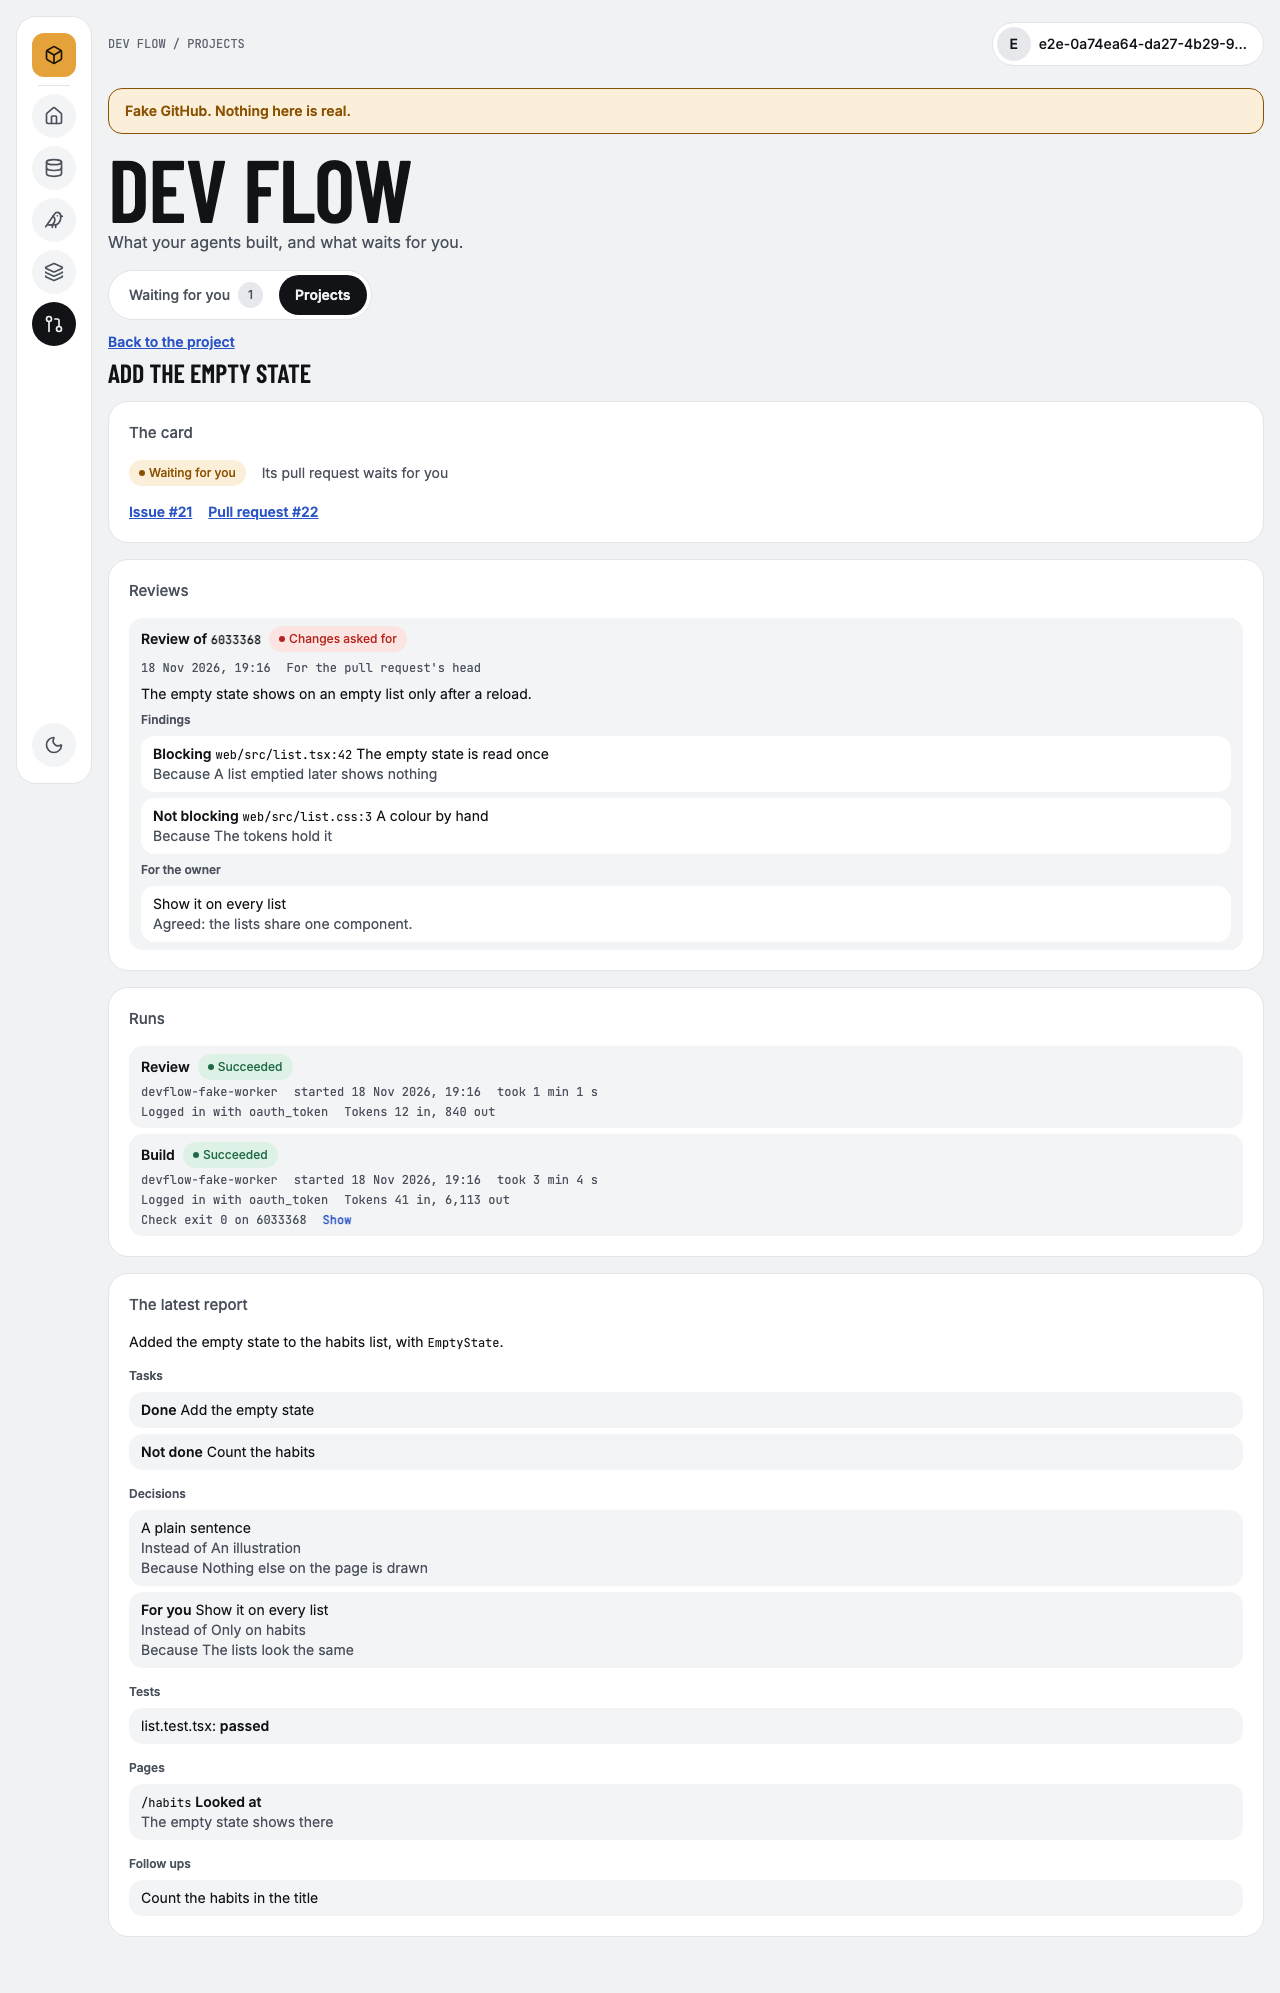 DEV FLOW / PROJECTS
E
e2e-0a74ea64-da27-4b29-9...
Fake GitHub. Nothing here is real.
DEV FLOW
What your agents built, and what waits for you.
Waiting for you 1 Projects
Back to the project
ADD THE EMPTY STATE
The card
Waiting for you Its pull request waits for you
Issue #21 Pull request #22
Reviews
Review of 6033368 Changes asked for
18 Nov 2026, 19:16 For the pull request's head
The empty state shows on an empty list only after a reload.
Findings
Blocking web/src/list.tsx:42 The empty state is read once
Because A list emptied later shows nothing
Not blocking web/src/list.css:3 A colour by hand
Because The tokens hold it
For the owner
Show it on every list
Agreed: the lists share one component.
Runs
Review Succeeded
devflow-fake-worker started 18 Nov 2026, 19:16 took 1 min 1 s
Logged in with oauth_token Tokens 12 in, 840 out
Build Succeeded
devflow-fake-worker started 18 Nov 2026, 19:16 took 3 min 4 s
Logged in with oauth_token Tokens 41 in, 6,113 out
Check exit 0 on 6033368 Show
The latest report
Added the empty state to the habits list, with EmptyState.
Tasks
Done Add the empty state
Not done Count the habits
Decisions
A plain sentence
Instead of An illustration
Because Nothing else on the page is drawn
For you Show it on every list
Instead of Only on habits
Because The lists look the same
Tests
list.test.tsx: passed
Pages
/habits Looked at
The empty state shows there
Follow ups
Count the habits in the title